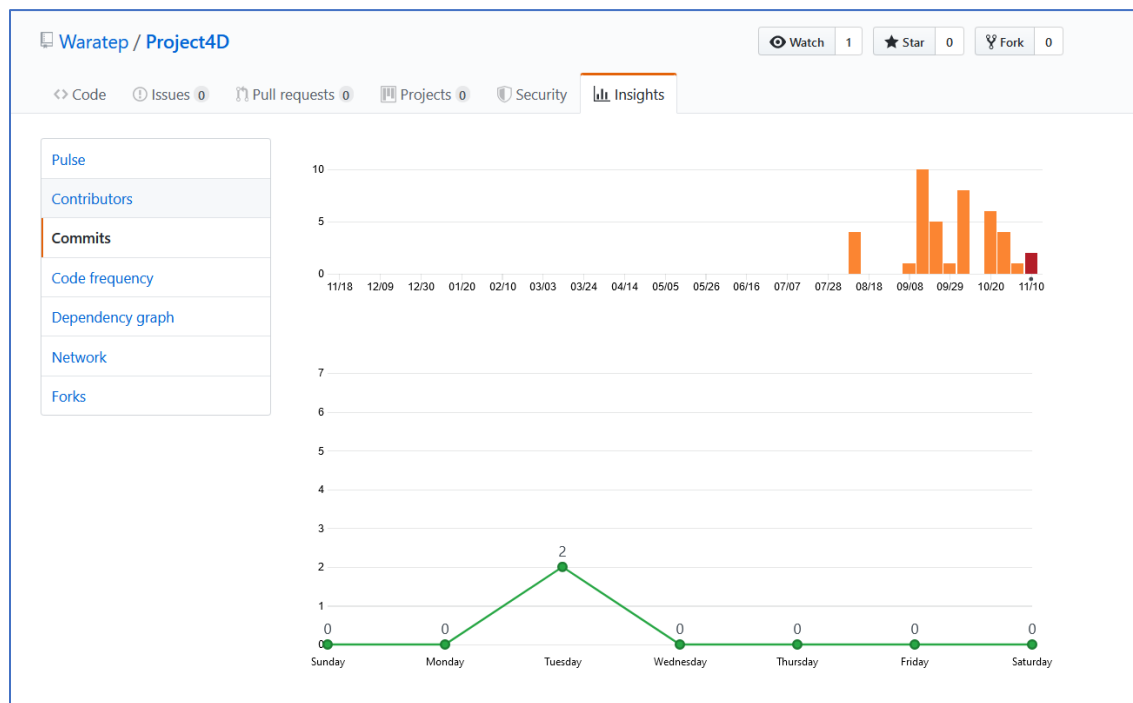 Waratep / Project4D
Watch 1 Star 0 Fork 0
Code Issues 0 Pull requests 0 Projects 0 Security Insights
Pulse
Contributors
Commits
Code frequency
Dependency graph
Network
Forks
10
5
0
11/18 12/09 12/30 01/20 02/10 03/03 03/24 04/14 05/05 05/26 06/16 07/07 07/28 08/18 09/08 09/29 10/20 11/10
7
6
5
4
3
2
2
1
0 0 0 0 0 0
0
Sunday Monday Tuesday Wednesday Thursday Friday Saturday